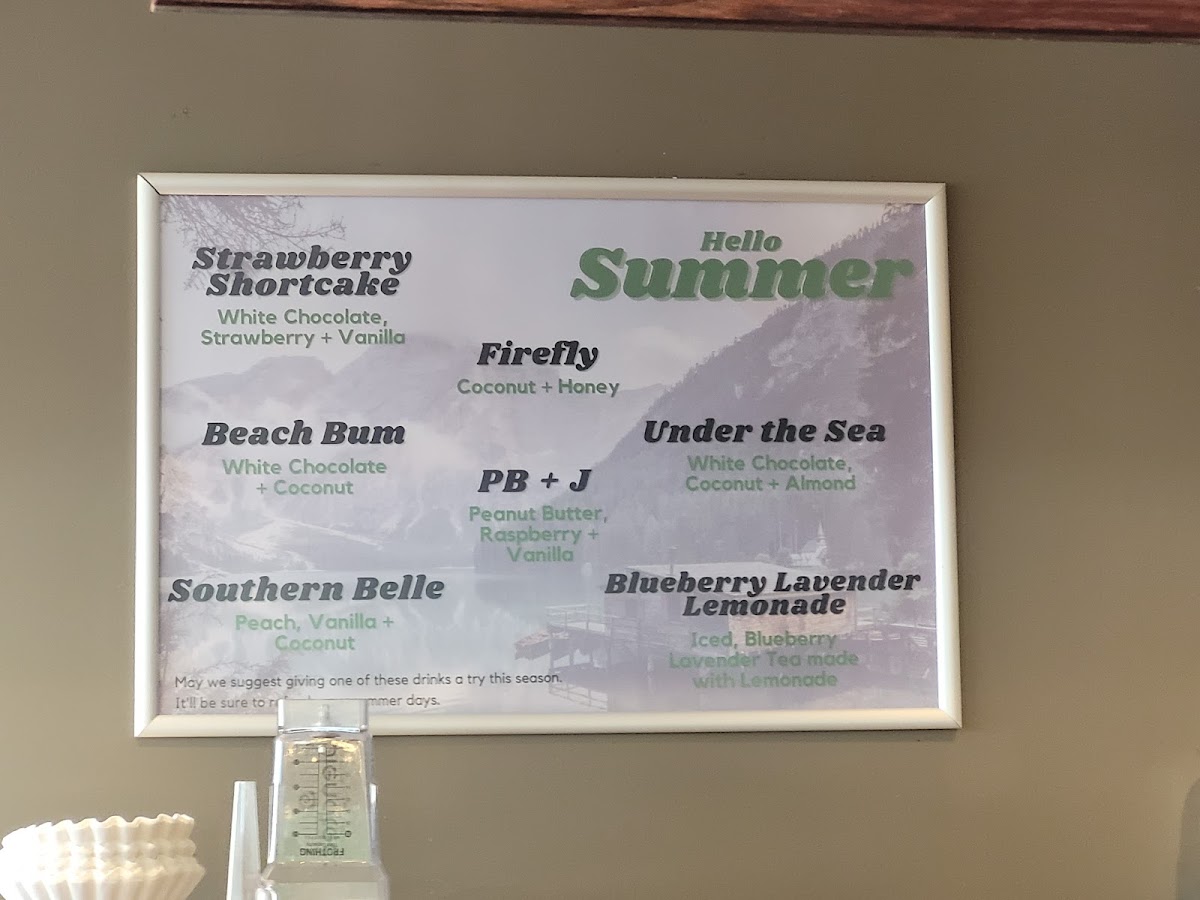 Hello
Summer
Strawberry
Shortcake
White Chocolate,
Strawberry + Vanilla
Firefly
Coconut + Honey
Beach Bum
White Chocolate
+ Coconut
Under the Sea
White Chocolate,
Coconut + Almond
PB + J
Peanut Butter,
Raspberry +
Vanilla
Southern Belle
Peach, Vanilla +
Coconut
Blueberry Lavender
Lemonade
Iced, Blueberry
Lavender Tea made
with Lemonade
May we suggest giving one of these drinks a try this season.
It'll be sure to days.
FROTHING